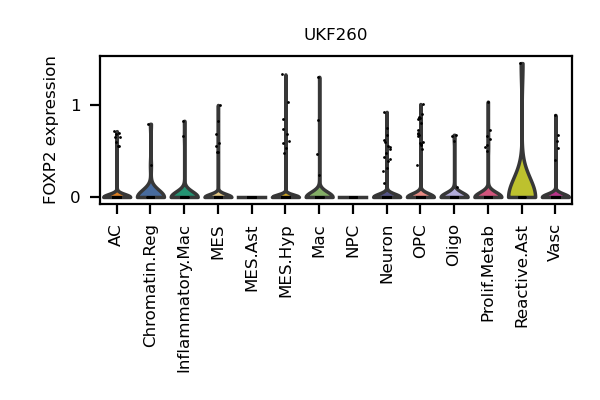 UKF260
FOXP2 expression
1
0
AC
Chromatin.Reg
Inflammatory.Mac
MES
MES.Ast
MES.Hyp
Mac
NPC
Neuron
OPC
Oligo
Prolif.Metab
Reactive.Ast
Vasc